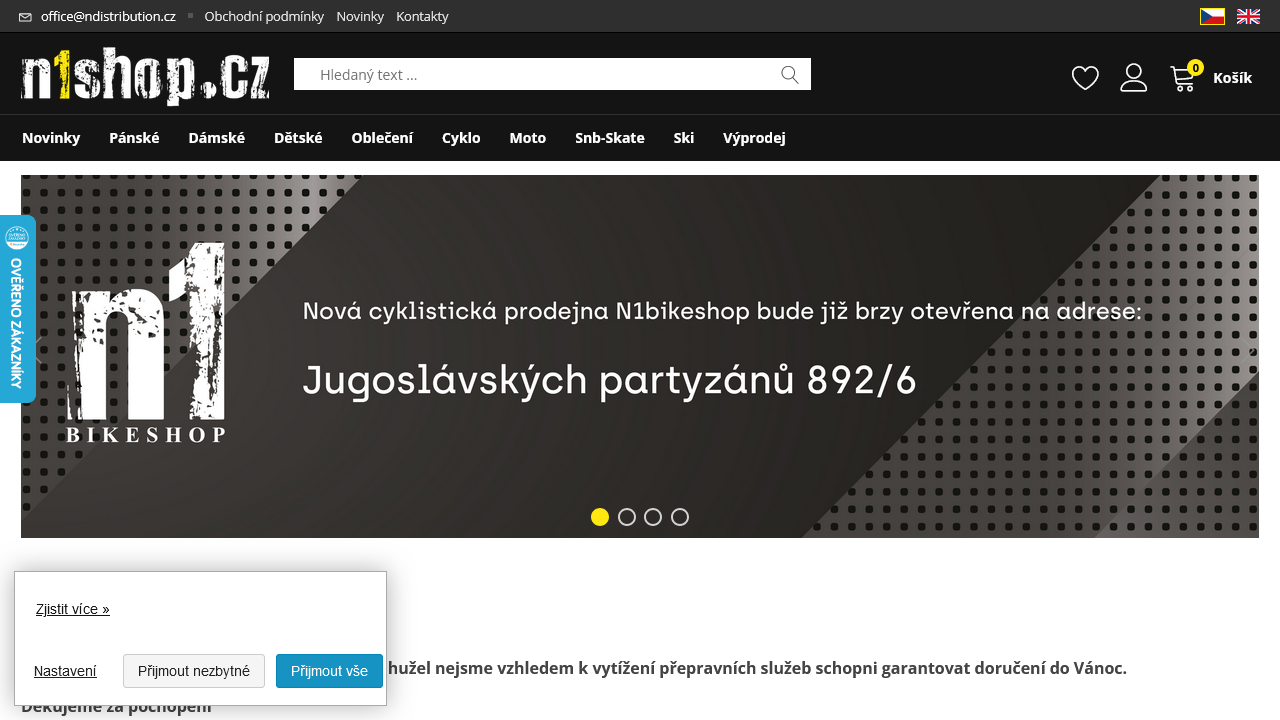 office@ndistribution.cz Obchodní podmínky Novinky Kontakty
n1shop.cz
Hledaný text ...
0
Košík
Novinky Pánské Dámské Dětské Oblečení Cyklo Moto Snb-Skate Ski Výprodej
OVĚŘENO ZÁKAZNÍKY
n1
BIKESHOP
Nová cyklistická prodejna N1bikeshop bude již brzy otevřena na adrese:
Jugoslávských partyzánů 892/6
Zjistit více »
Nastavení Přijmout nezbytné Přijmout vše
hužel nejsme vzhledem k vytížení přepravních služeb schopni garantovat doručení do Vánoc.
Děkujeme za pochopení